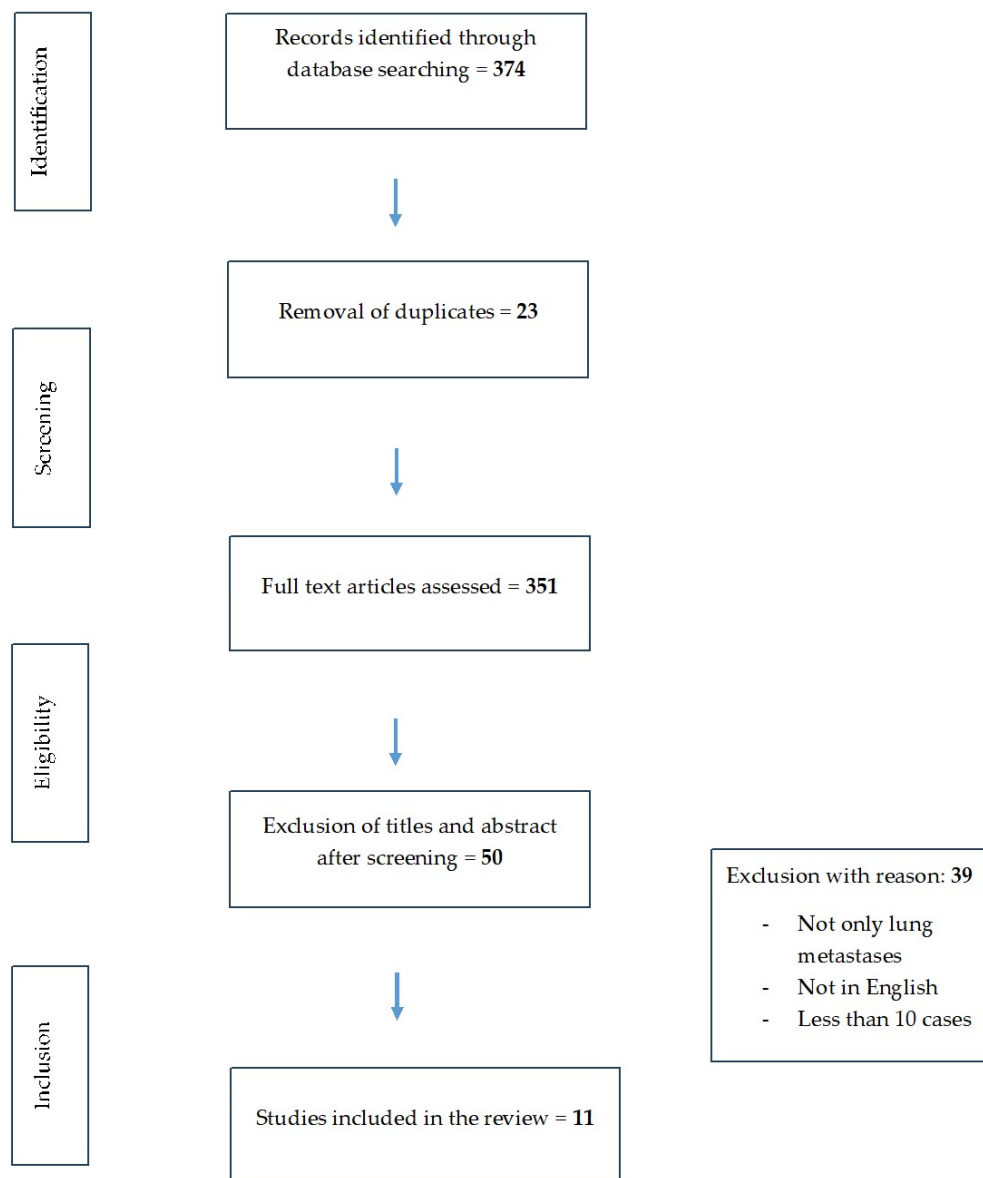 Identification
Records identified through
database searching = 374
Removal of duplicates = 23
Screening
Full text articles assessed = 351
Eligibility
Exclusion of titles and abstract
after screening = 50
Exclusion with reason: 39
- Not only lung
metastases
- Not in English
- Less than 10 cases
Inclusion
Studies included in the review = 11